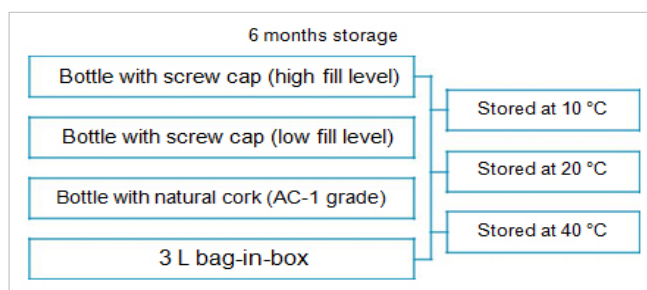 6 months storage
Bottle with screw cap (high fill level)
Stored at 10 °C
Bottle with screw cap (low fill level)
Stored at 20 °C
Bottle with natural cork (AC-1 grade)
Stored at 40 °C
3 L bag-in-box